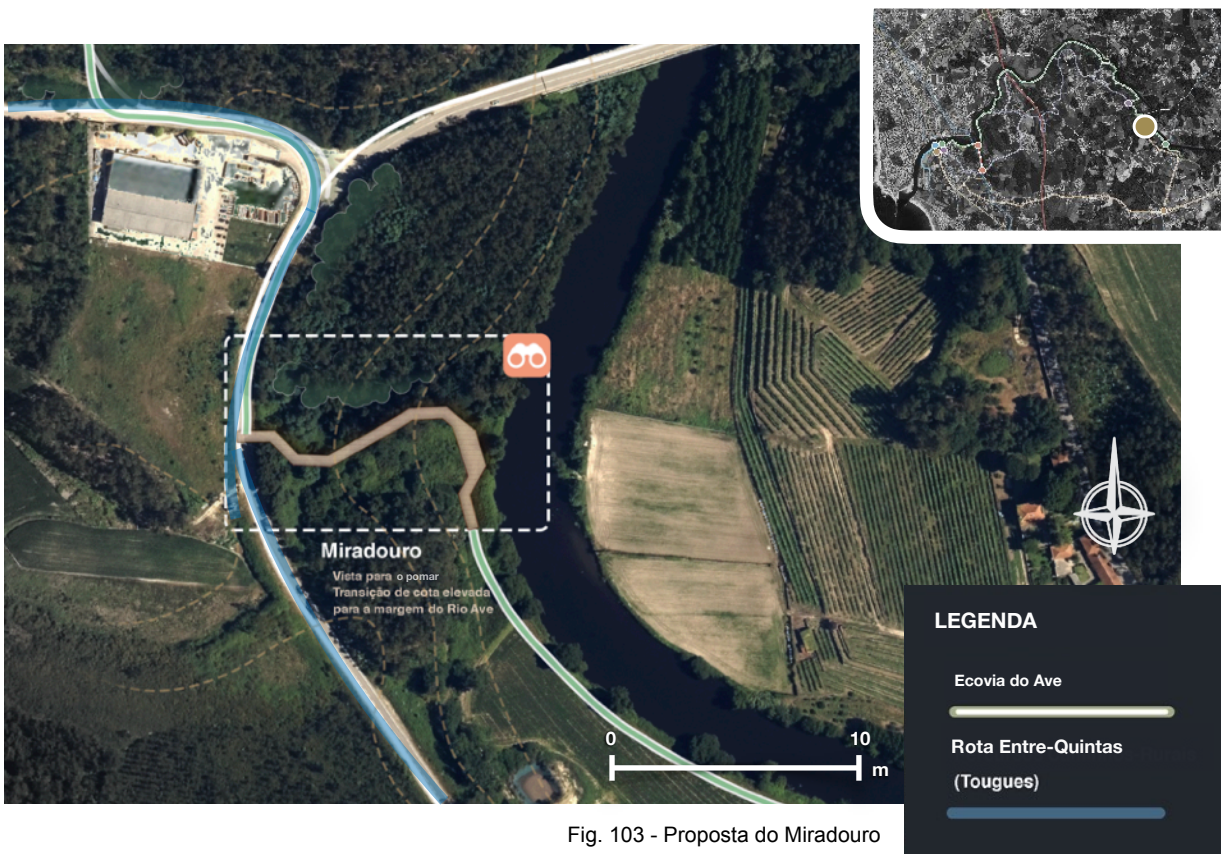 Miradouro
Vista para o pomar
Transição de cota elevada
para a margem do Rio Ave
0 10
m
LEGENDA
Ecovia do Ave
Rota Entre-Quintas
(Tougues)
Fig. 103 - Proposta do Miradouro